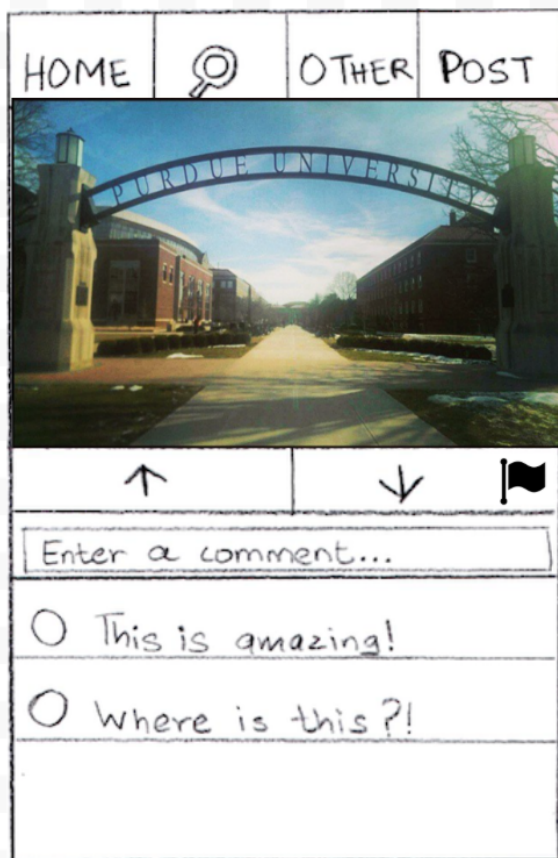 HOME OTHER POST
PURDUE UNIVERSITY
Enter a comment...
This is amazing!
Where is this?!